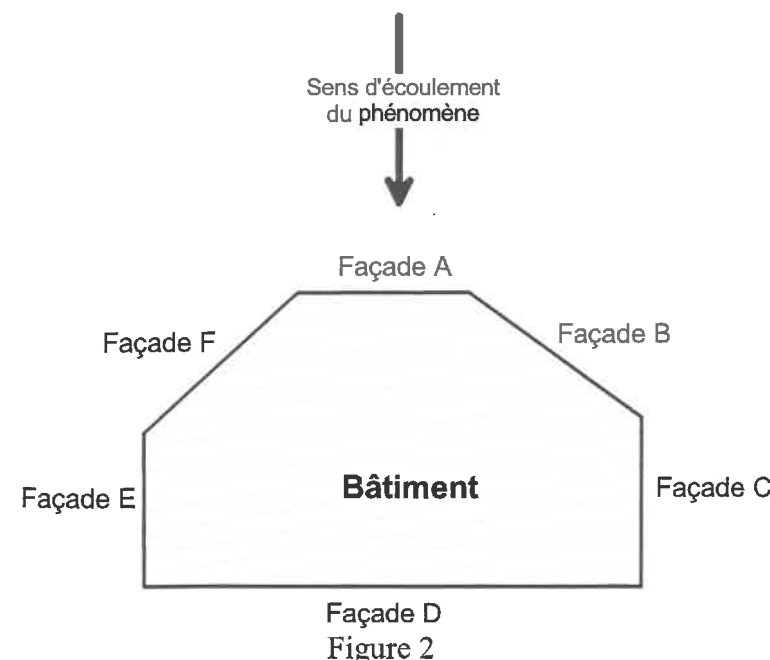 Sens d'écoulement
du phénomène
Façade A
Façade B
Façade F
Bâtiment
Façade E
Façade C
Façade D
Figure 2